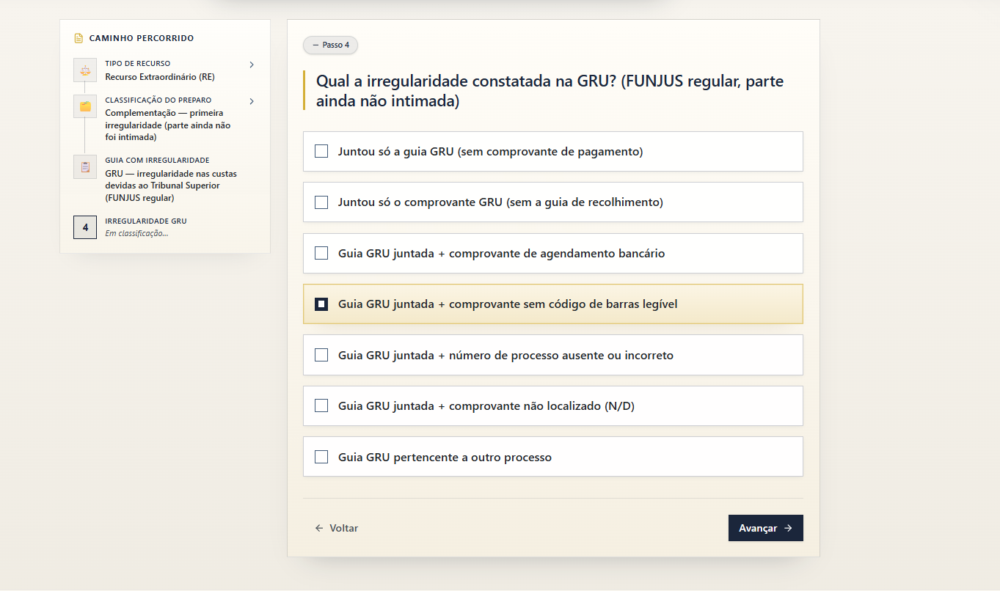 CAMINHO PERCORRIDO
TIPO DE RECURSO
Recurso Extraordinário (RE)
CLASSIFICAÇÃO DO PREPARO
Complementação — primeira
irregularidade (parte ainda não
foi intimada)
GUIA COM IRREGULARIDADE
GRU — irregularidade nas custas
devidas ao Tribunal Superior
(FUNJUS regular)
4
IRREGULARIDADE GRU
Em classificação...
— Passo 4
Qual a irregularidade constatada na GRU? (FUNJUS regular, parte
ainda não intimada)
Juntou só a guia GRU (sem comprovante de pagamento)
Juntou só o comprovante GRU (sem a guia de recolhimento)
Guia GRU juntada + comprovante de agendamento bancário
Guia GRU juntada + comprovante sem código de barras legível
Guia GRU juntada + número de processo ausente ou incorreto
Guia GRU juntada + comprovante não localizado (N/D)
Guia GRU pertencente a outro processo
← Voltar
Avançar →